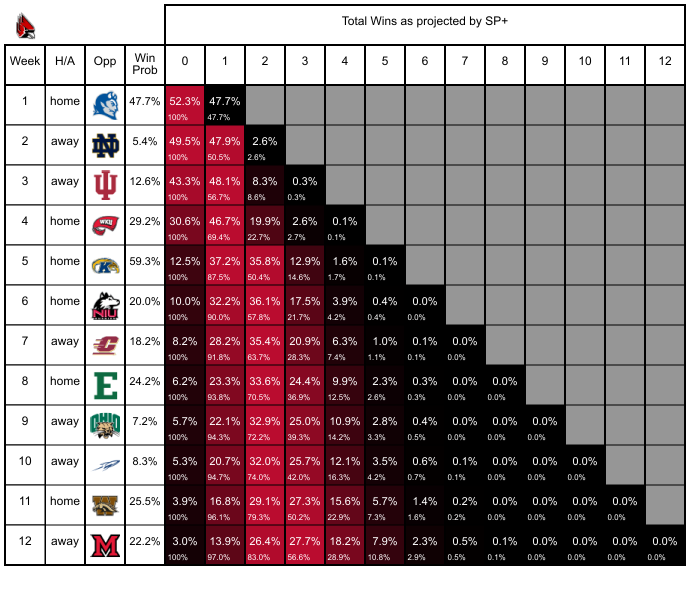 Total Wins as projected by SP+
Week H/A Opp Win Prob 0 1 2 3 4 5 6 7 8 9 10 11 12
1 home 47.7% 52.3% 47.7%
100% 47.7%
2 away ND 5.4% 49.5% 47.9% 2.6%
100% 50.5% 2.6%
3 away 12.6% 43.3% 48.1% 8.3% 0.3%
100% 56.7% 8.6% 0.3%
4 home WKU 29.2% 30.6% 46.7% 19.9% 2.6% 0.1%
100% 69.4% 22.7% 2.7% 0.1%
5 home K 59.3% 12.5% 37.2% 35.8% 12.9% 1.6% 0.1%
100% 87.5% 50.4% 14.6% 1.7% 0.1%
6 home NIU 20.0% 10.0% 32.2% 36.1% 17.5% 3.9% 0.4% 0.0%
100% 90.0% 57.8% 21.7% 4.2% 0.4% 0.0%
7 away C 18.2% 8.2% 28.2% 35.4% 20.9% 6.3% 1.0% 0.1% 0.0%
100% 91.8% 63.7% 28.3% 7.4% 1.1% 0.1% 0.0%
8 home E 24.2% 6.2% 23.3% 33.6% 24.4% 9.9% 2.3% 0.3% 0.0% 0.0%
100% 93.8% 70.5% 36.9% 12.5% 2.6% 0.3% 0.0% 0.0%
9 away OHIO 7.2% 5.7% 22.1% 32.9% 25.0% 10.9% 2.8% 0.4% 0.0% 0.0% 0.0%
100% 94.3% 72.2% 39.3% 14.2% 3.3% 0.5% 0.0% 0.0% 0.0%
10 away 8.3% 5.3% 20.7% 32.0% 25.7% 12.1% 3.5% 0.6% 0.1% 0.0% 0.0% 0.0%
100% 94.7% 74.0% 42.0% 16.3% 4.2% 0.7% 0.1% 0.0% 0.0% 0.0%
11 home W 25.5% 3.9% 16.8% 29.1% 27.3% 15.6% 5.7% 1.4% 0.2% 0.0% 0.0% 0.0% 0.0%
100% 96.1% 79.3% 50.2% 22.9% 7.3% 1.6% 0.2% 0.0% 0.0% 0.0% 0.0%
12 away M 22.2% 3.0% 13.9% 26.4% 27.7% 18.2% 7.9% 2.3% 0.5% 0.1% 0.0% 0.0% 0.0% 0.0%
100% 97.0% 83.0% 56.6% 28.9% 10.8% 2.9% 0.5% 0.1% 0.0% 0.0% 0.0% 0.0%